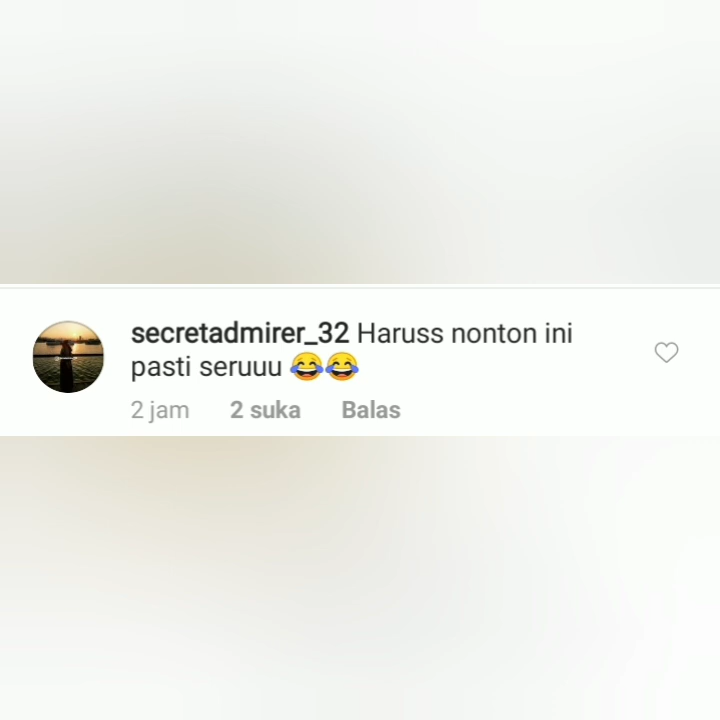 secretadmirer_32 Haruss nonton ini
pasti seruuu 😂😂
2 jam 2 suka Balas